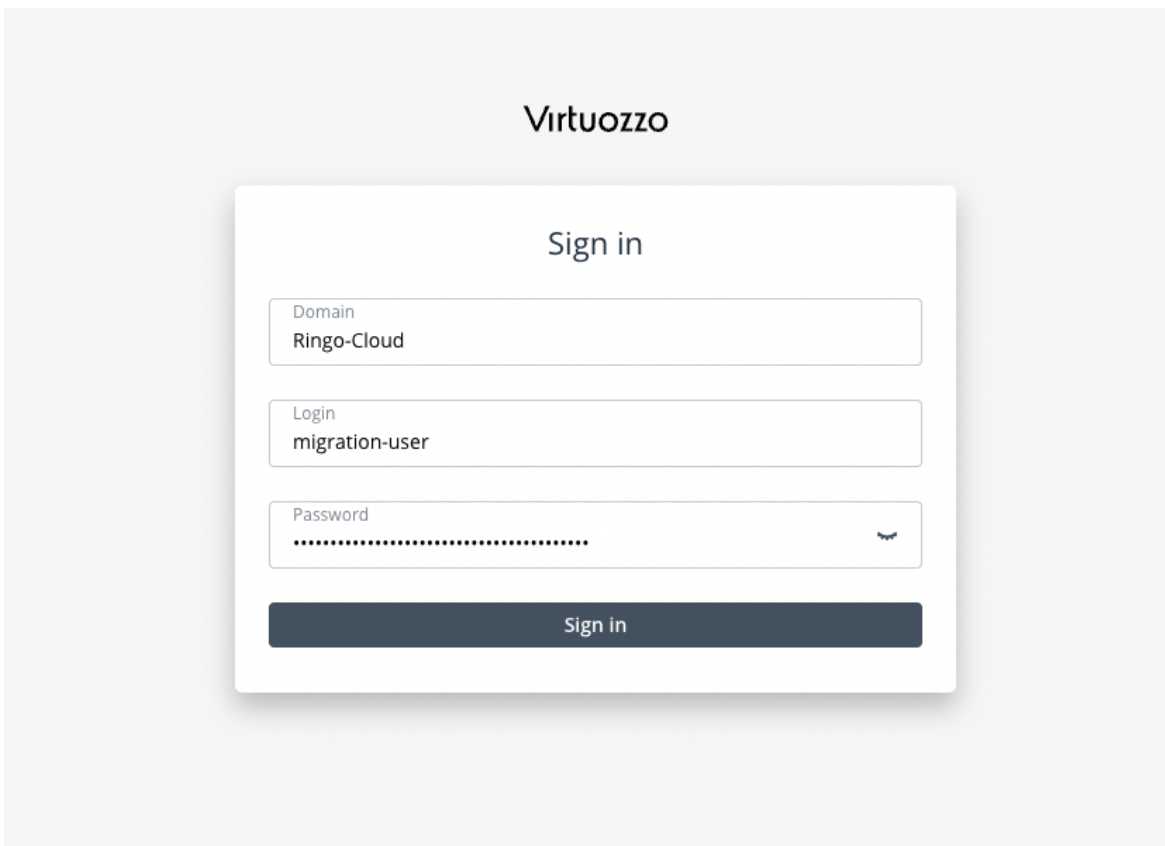 Virtuozzo
Sign in
Domain
Ringo-Cloud
Login
migration-user
Password
Sign in